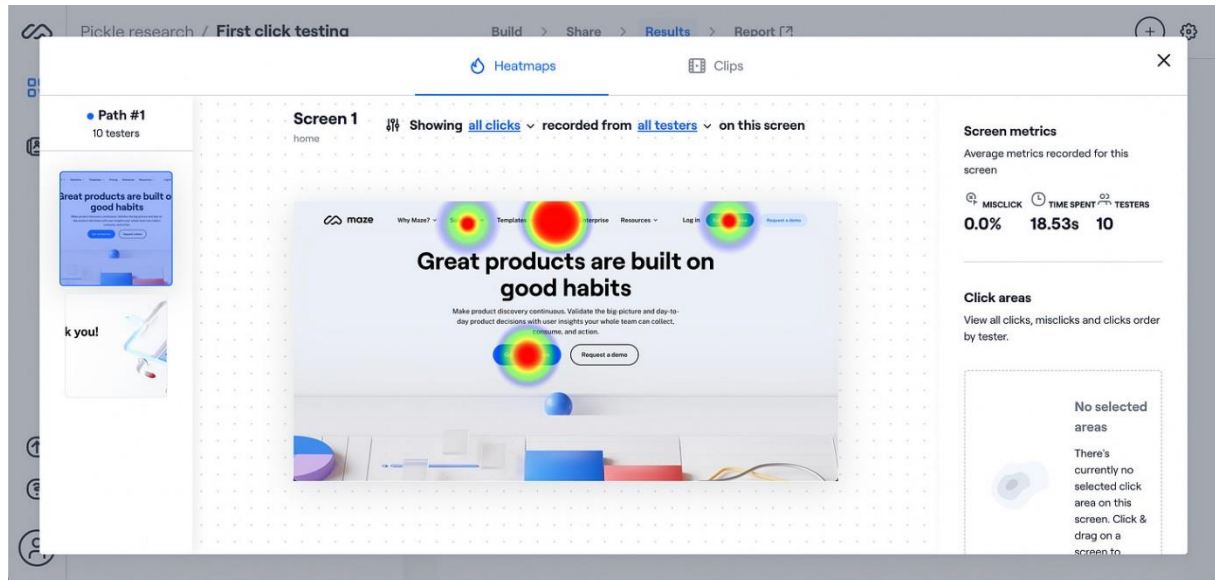 Pickle research / First click testing
Build > Share > Results > Report
Heatmaps
Clips
Path #1
10 testers
Great products are built o
good habits
k you!
Screen 1
home
Showing all clicks recorded from all testers on this screen
maze
Why Maze?
Templates
Enterprise
Resources
Log in
Request a demo
Great products are built on
good habits
Make product discovery continuous. Validate the big-picture and day-to-
day product decisions with user insights your whole team can collect,
consume, and action.
Request a demo
Screen metrics
Average metrics recorded for this
screen
MISCLICK TIME SPENT TESTERS
0.0% 18.53s 10
Click areas
View all clicks, misclicks and clicks order
by tester.
No selected
areas
There's
currently no
selected click
area on this
screen. Click &
drag on a
screen to